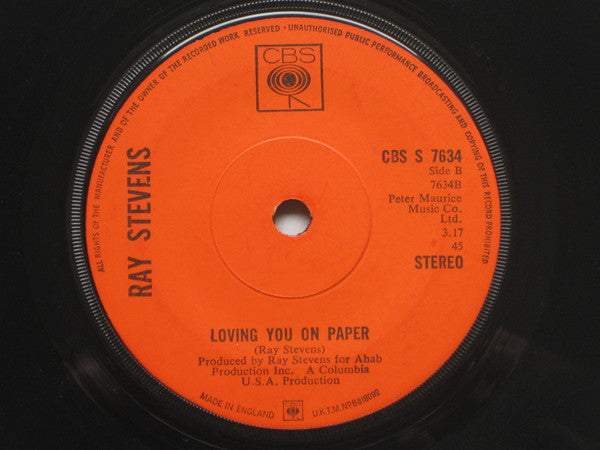 ALL RIGHTS OF THE MANUFACTURER AND OF THE OWNER OF THE RECORDED WORK RESERVED - UNAUTHORISED PUBLIC PERFORMANCE BROADCASTING AND COPYING OF THIS RECORD PROHIBITED
CBS
RAY STEVENS
CBS S 7634
Side B
7634B
Peter Maurice
Music Co.
Ltd.
3.17
45
STEREO
LOVING YOU ON PAPER
(Ray Stevens)
Produced by Ray Stevens for Ahab
Production Inc. A Columbia
U.S.A. Production
MADE IN ENGLAND
U.K.T.M. No B818092